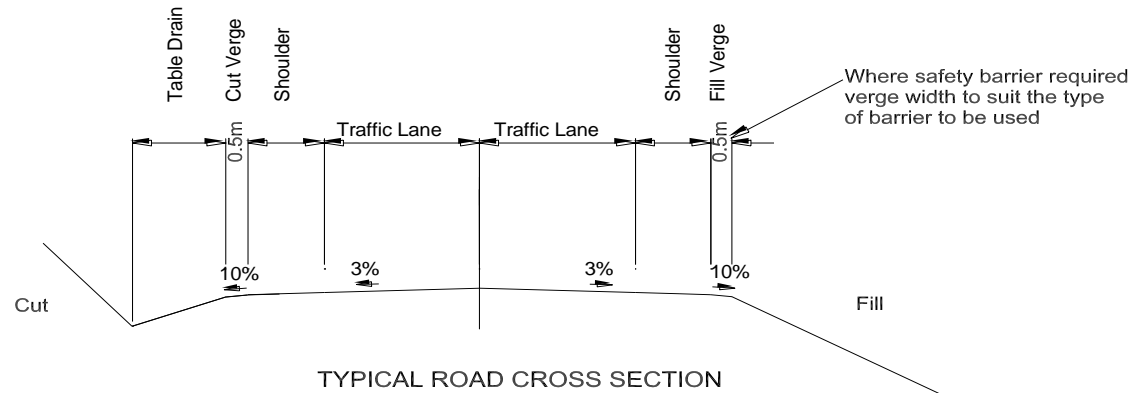 Table Drain
Cut Verge
Shoulder
Shoulder
Fill Verge
Where safety barrier required
verge width to suit the type
of barrier to be used
Traffic Lane
Traffic Lane
0.5m
0.5m
10%
3%
3%
10%
Cut
Fill
TYPICAL ROAD CROSS SECTION